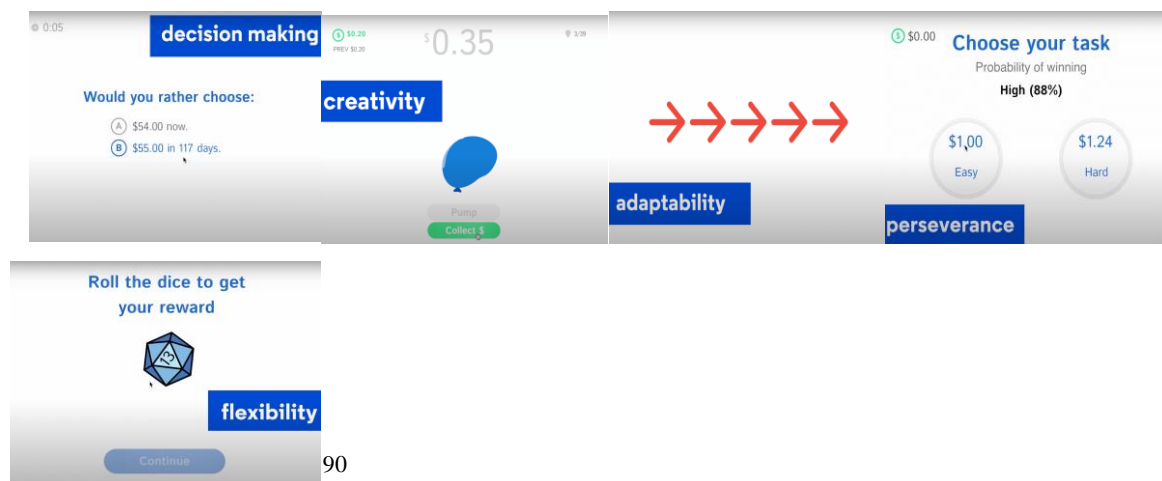 0:05
decision making
Would you rather choose:
A $54.00 now.
B $55.00 in 117 days.
$ $0.20
PREV $0.20
$0.35
3/39
creativity
Pump
Collect $
adaptability
$ $0.00
Choose your task
Probability of winning
High (88%)
$1.00
Easy
$1.24
Hard
perseverance
Roll the dice to get
your reward
13
flexibility
Continue
90